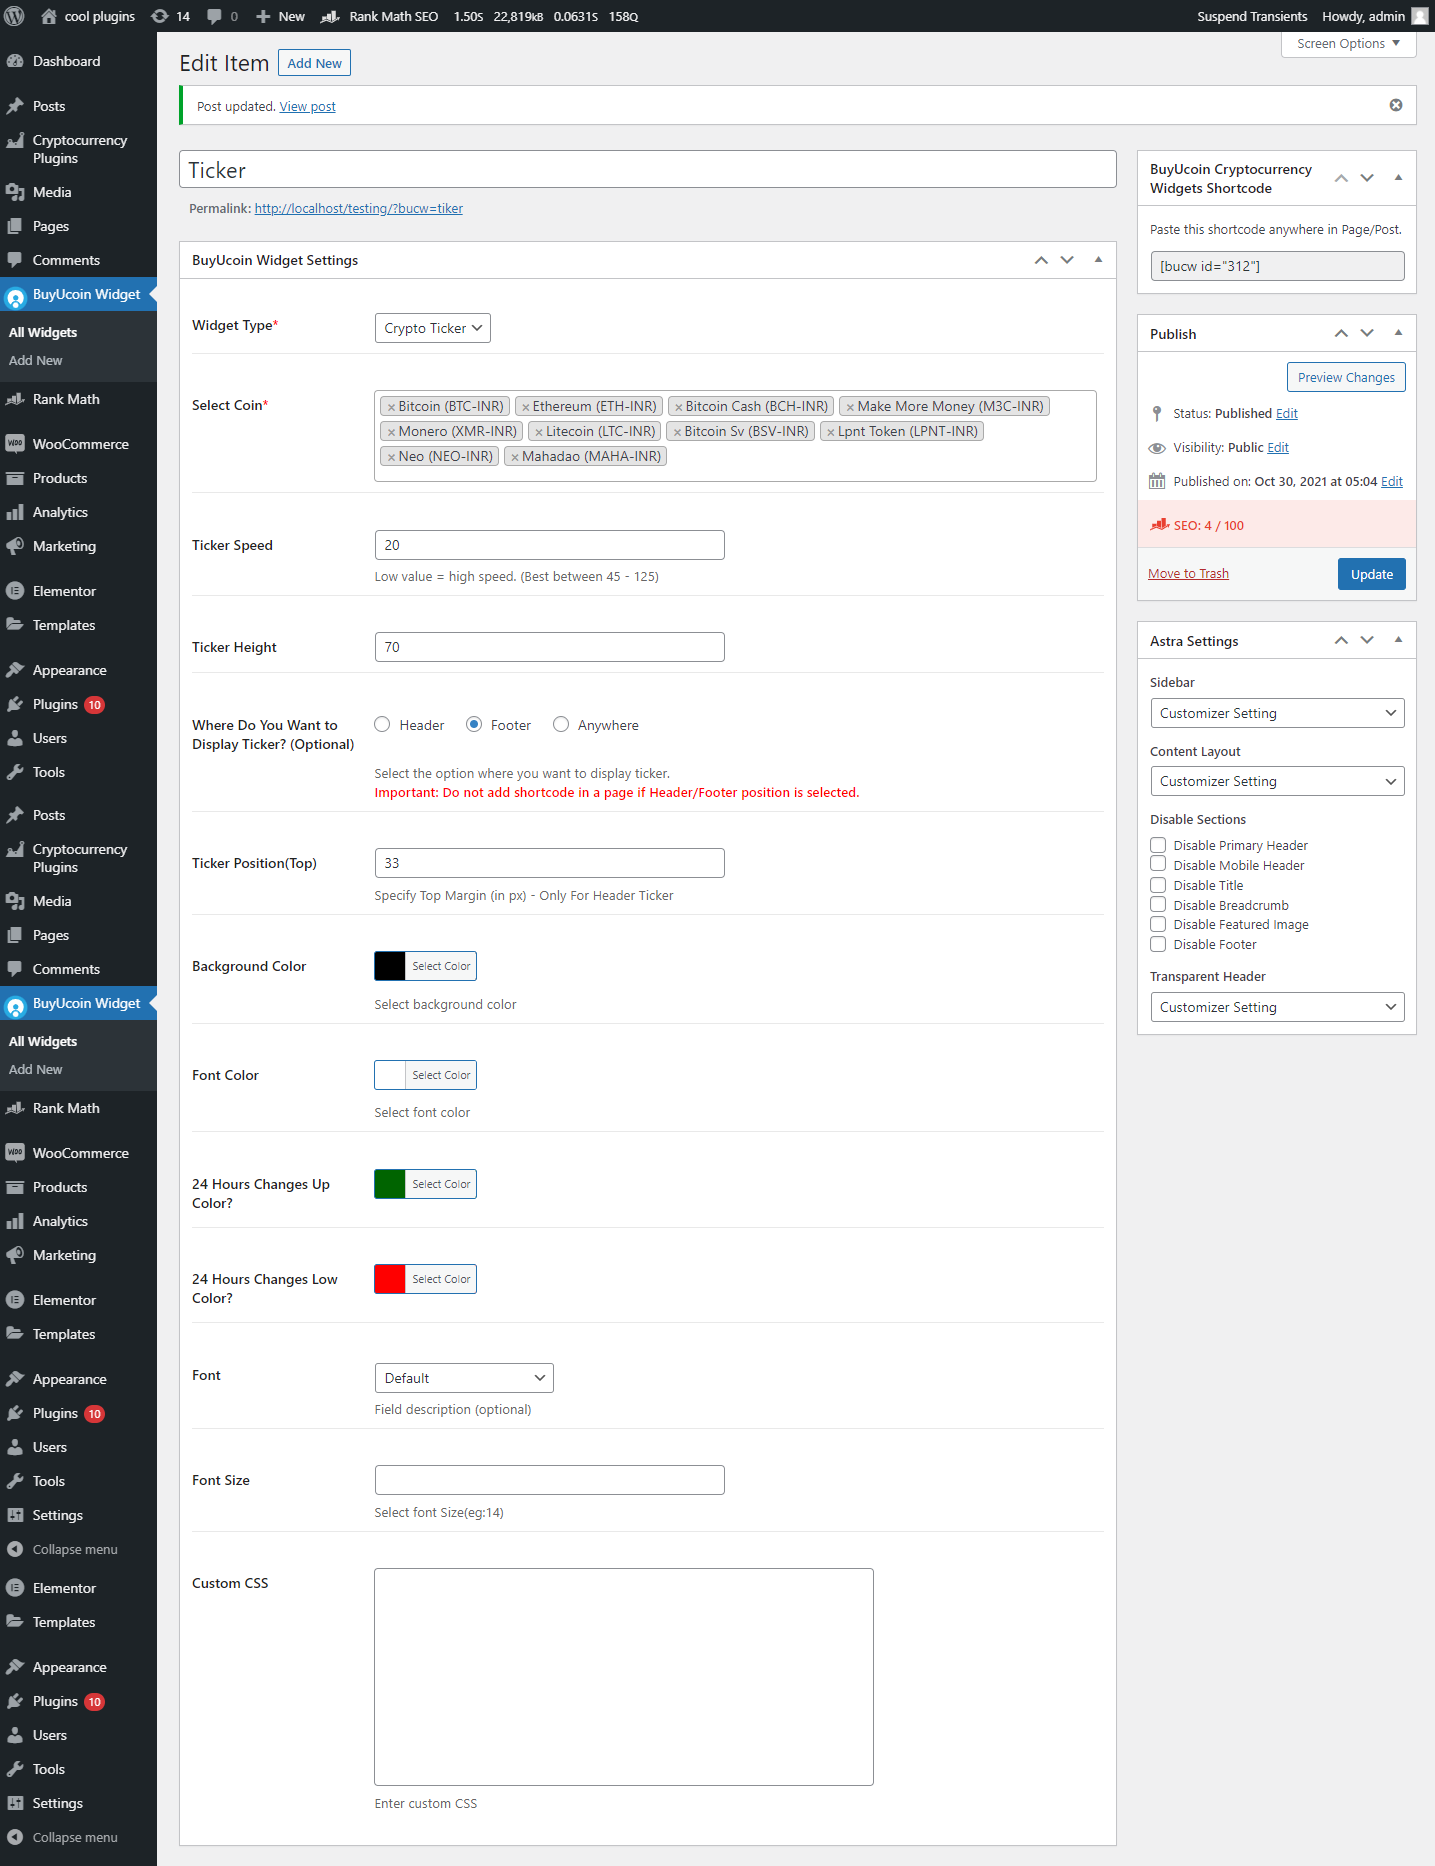 cool plugins 14 0 New Rank Math SEO 1.50S 22,819KB 0.0631S 158Q Suspend Transients Howdy, admin
Dashboard
Posts
Cryptocurrency
Plugins
Media
Pages
Comments
BuyUcoin Widget
All Widgets
Add New
Rank Math
WooCommerce
Products
Analytics
Marketing
Elementor
Templates
Appearance
Plugins 10
Users
Tools
Posts
Cryptocurrency
Plugins
Media
Pages
Comments
BuyUcoin Widget
All Widgets
Add New
Rank Math
WooCommerce
Products
Analytics
Marketing
Elementor
Templates
Appearance
Plugins 10
Users
Tools
Settings
Collapse menu
Elementor
Templates
Appearance
Plugins 10
Users
Tools
Settings
Collapse menu
Screen Options
Edit Item Add New
Post updated. View post
Ticker
Permalink: http://localhost/testing/?bucw=tiker
BuyUcoin Widget Settings
Widget Type* Crypto Ticker
Select Coin* × Bitcoin (BTC-INR) × Ethereum (ETH-INR) × Bitcoin Cash (BCH-INR) × Make More Money (M3C-INR)
× Monero (XMR-INR) × Litecoin (LTC-INR) × Bitcoin Sv (BSV-INR) × Lpnt Token (LPNT-INR)
× Neo (NEO-INR) × Mahadao (MAHA-INR)
Ticker Speed 20
Low value = high speed. (Best between 45 - 125)
Ticker Height 70
Where Do You Want to Header Footer Anywhere
Display Ticker? (Optional)
Select the option where you want to display ticker.
Important: Do not add shortcode in a page if Header/Footer position is selected.
Ticker Position(Top) 33
Specify Top Margin (in px) - Only For Header Ticker
Background Color Select Color
Select background color
Font Color Select Color
Select font color
24 Hours Changes Up Select Color
Color?
24 Hours Changes Low Select Color
Color?
Font Default
Field description (optional)
Font Size
Select font Size(eg:14)
Custom CSS
Enter custom CSS
BuyUcoin Cryptocurrency
Widgets Shortcode
Paste this shortcode anywhere in Page/Post.
[bucw id="312"]
Publish
Preview Changes
Status: Published Edit
Visibility: Public Edit
Published on: Oct 30, 2021 at 05:04 Edit
SEO: 4 / 100
Move to Trash Update
Astra Settings
Sidebar
Customizer Setting
Content Layout
Customizer Setting
Disable Sections
Disable Primary Header
Disable Mobile Header
Disable Title
Disable Breadcrumb
Disable Featured Image
Disable Footer
Transparent Header
Customizer Setting